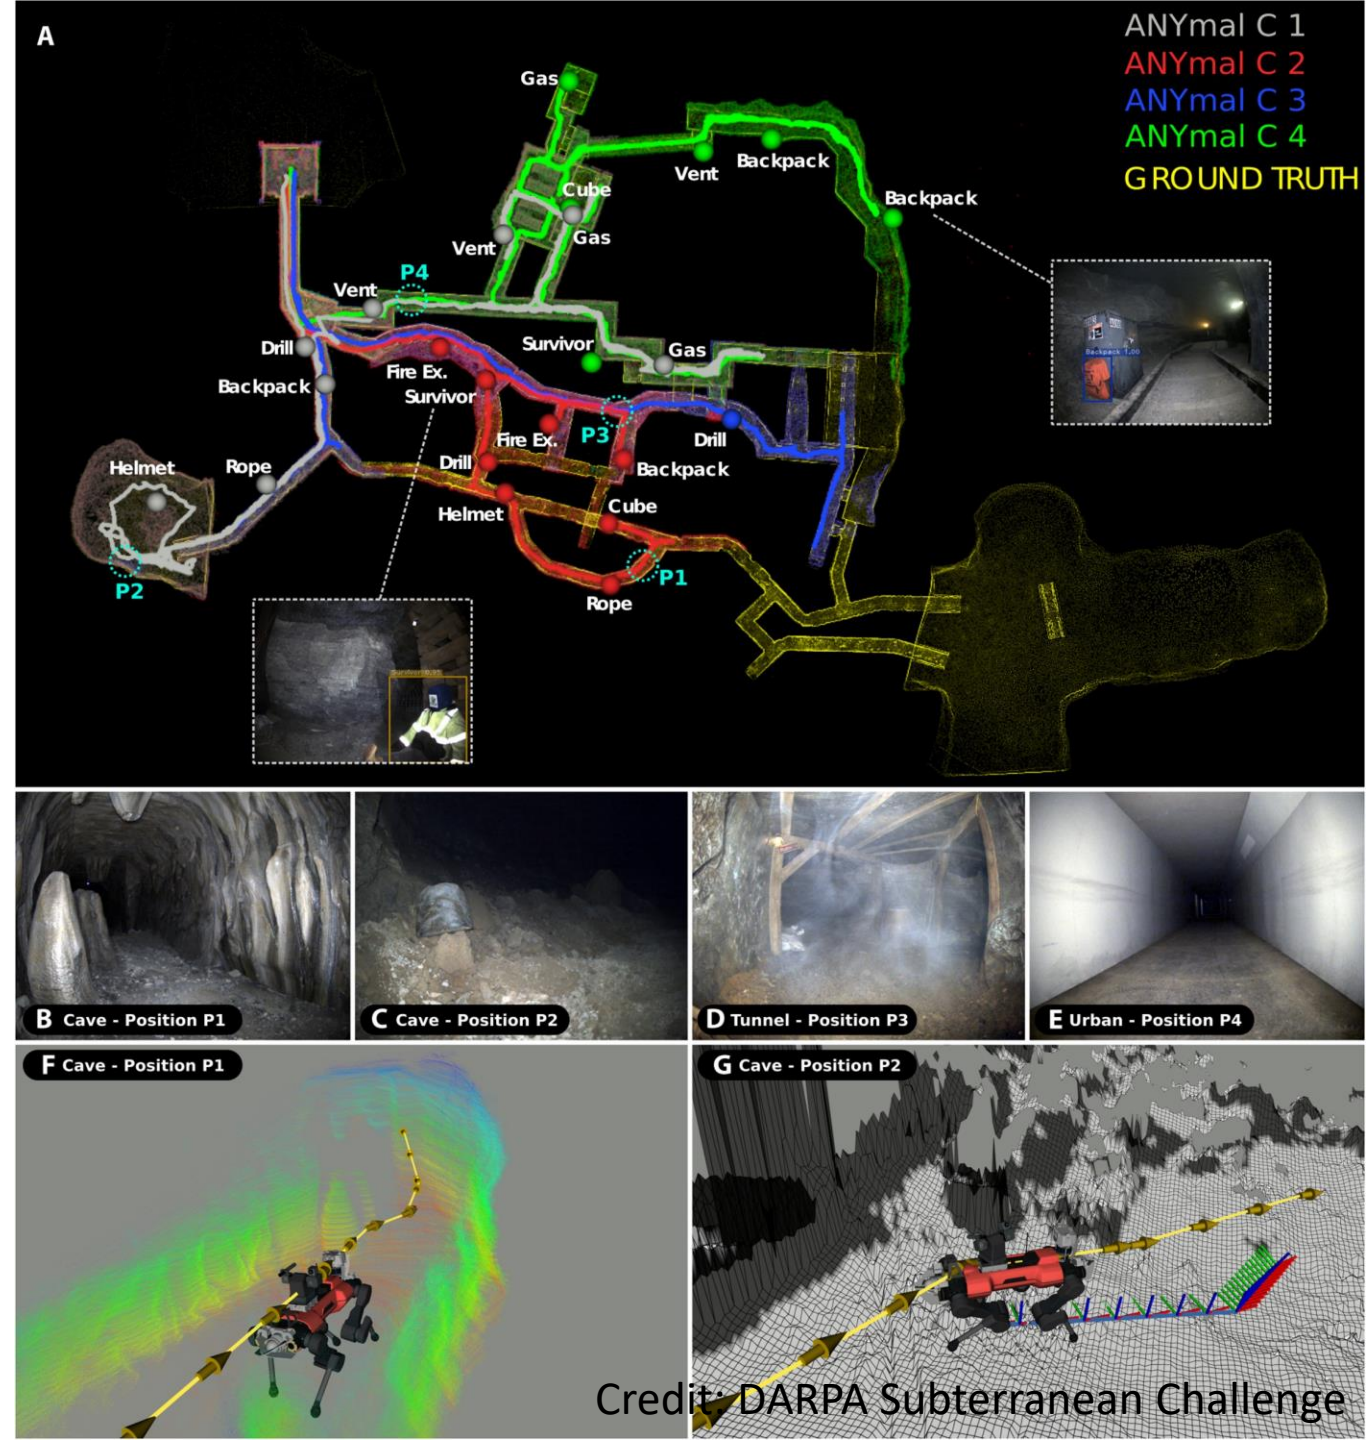 A
ANYmal C 1
ANYmal C 2
ANYmal C 3
ANYmal C 4
GROUND TRUTH
Gas
Vent
Backpack
Cube
Backpack
Vent
Gas
P4
Vent
Drill
Survivor
Gas
Fire Ex.
Backpack
Survivor
P3
Fire Ex.
Drill
Helmet
Rope
Drill
Backpack
Helmet
Cube
P2
P1
Rope
Backpack 1.00
B Cave - Position P1
C Cave - Position P2
D Tunnel - Position P3
E Urban - Position P4
F Cave - Position P1
G Cave - Position P2
Credit: DARPA Subterranean Challenge